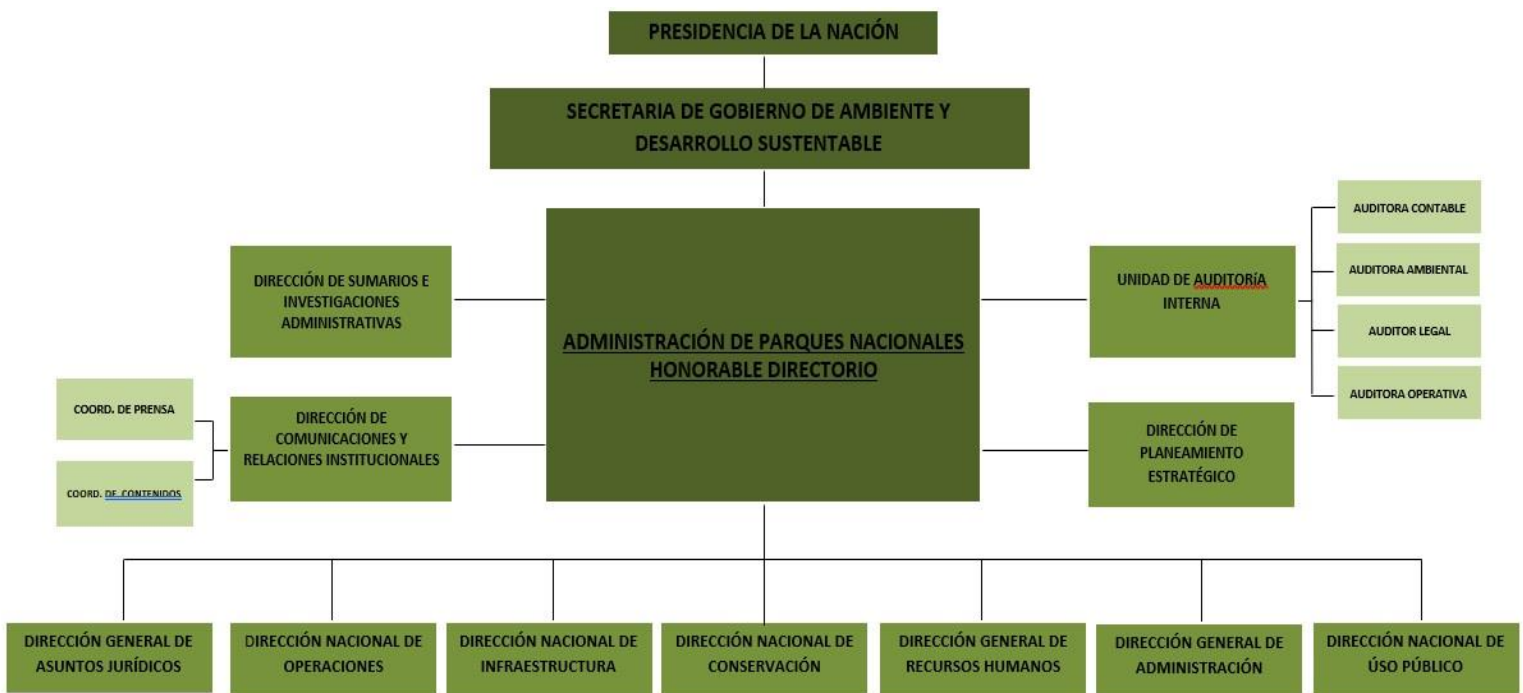 PRESIDENCIA DE LA NACIÓN
SECRETARIA DE GOBIERNO DE AMBIENTE Y
DESARROLLO SUSTENTABLE
ADMINISTRACIÓN DE PARQUES NACIONALES
HONORABLE DIRECTORIO
DIRECCIÓN DE SUMARIOS E
INVESTIGACIONES
ADMINISTRATIVAS
DIRECCIÓN DE
COMUNICACIONES Y
RELACIONES INSTITUCIONALES
COORD. DE PRENSA
COORD. DE CONTENIDOS
UNIDAD DE AUDITORíA
INTERNA
AUDITORA CONTABLE
AUDITORA AMBIENTAL
AUDITOR LEGAL
AUDITORA OPERATIVA
DIRECCIÓN DE
PLANEAMIENTO
ESTRATÉGICO
DIRECCIÓN GENERAL DE
ASUNTOS JURÍDICOS
DIRECCIÓN NACIONAL DE
OPERACIONES
DIRECCIÓN NACIONAL DE
INFRAESTRUCTURA
DIRECCIÓN NACIONAL DE
CONSERVACIÓN
DIRECCIÓN GENERAL DE
RECURSOS HUMANOS
DIRECCIÓN GENERAL DE
ADMINISTRACIÓN
DIRECCIÓN NACIONAL DE
ÚSO PÚBLICO